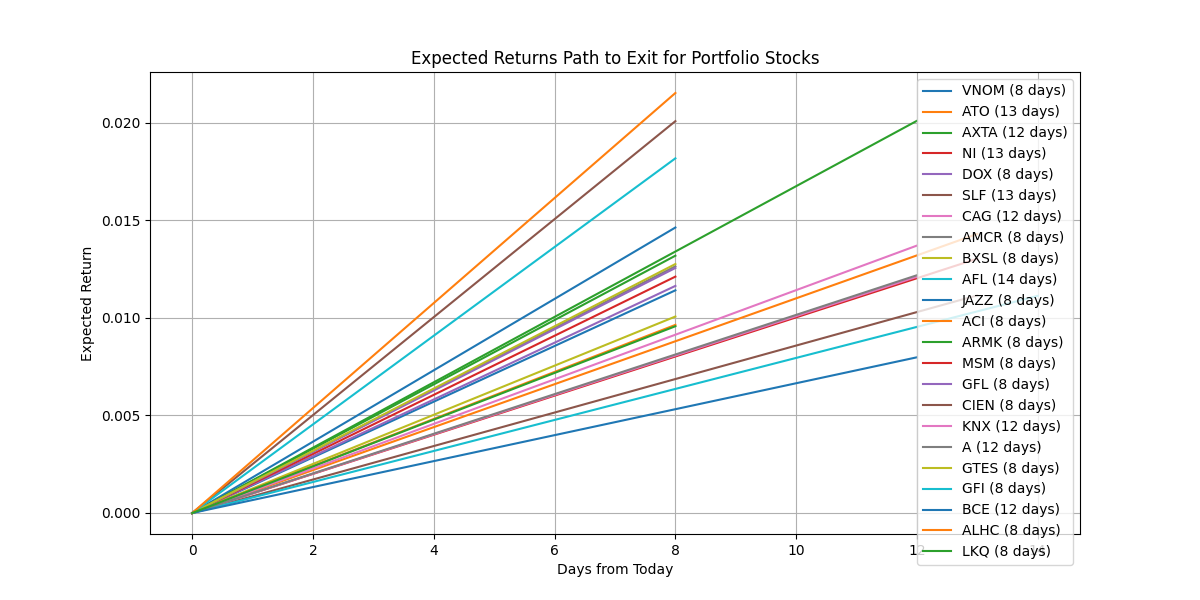 Expected Returns Path to Exit for Portfolio Stocks
Expected Return
0.020
0.015
0.010
0.005
0.000
0
2
4
6
8
10
Days from Today
VNOM (8 days)
ATO (13 days)
AXTA (12 days)
NI (13 days)
DOX (8 days)
SLF (13 days)
CAG (12 days)
AMCR (8 days)
BXSL (8 days)
AFL (14 days)
JAZZ (8 days)
ACI (8 days)
ARMK (8 days)
MSM (8 days)
GFL (8 days)
CIEN (8 days)
KNX (12 days)
A (12 days)
GTES (8 days)
GFI (8 days)
BCE (12 days)
ALHC (8 days)
LKQ (8 days)